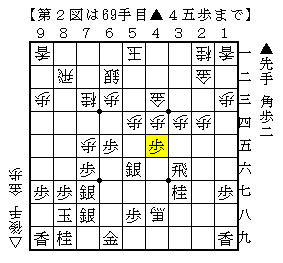 【第２図は69手目▲４五歩まで】
９ ８ ７ ６ ５ ４ ３ ２ １
香 王 桂 香 一
飛 銀 金 二
歩 桂 歩 金 歩 三
歩 歩 歩 歩 四
歩 歩 歩 五
歩 銀 飛 六
歩 歩 銀 桂 歩 七
玉 銀 歩 馬 八
香 桂 金 香 九
▲先手 角歩二
△後手 金歩